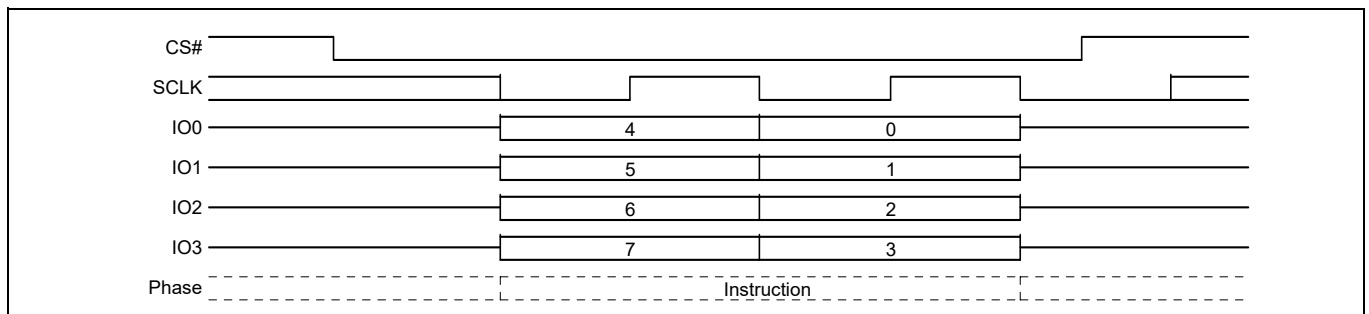 CS#
SCLK
IO0 4 0
IO1 5 1
IO2 6 2
IO3 7 3
Phase Instruction